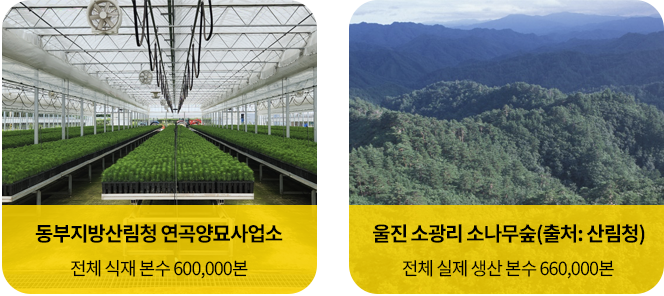 동부지방산림청 연곡양묘사업소
전체 식재 본수 600,000본
울진 소광리 소나무숲(출처: 산림청)
전체 실제 생산 본수 660,000본